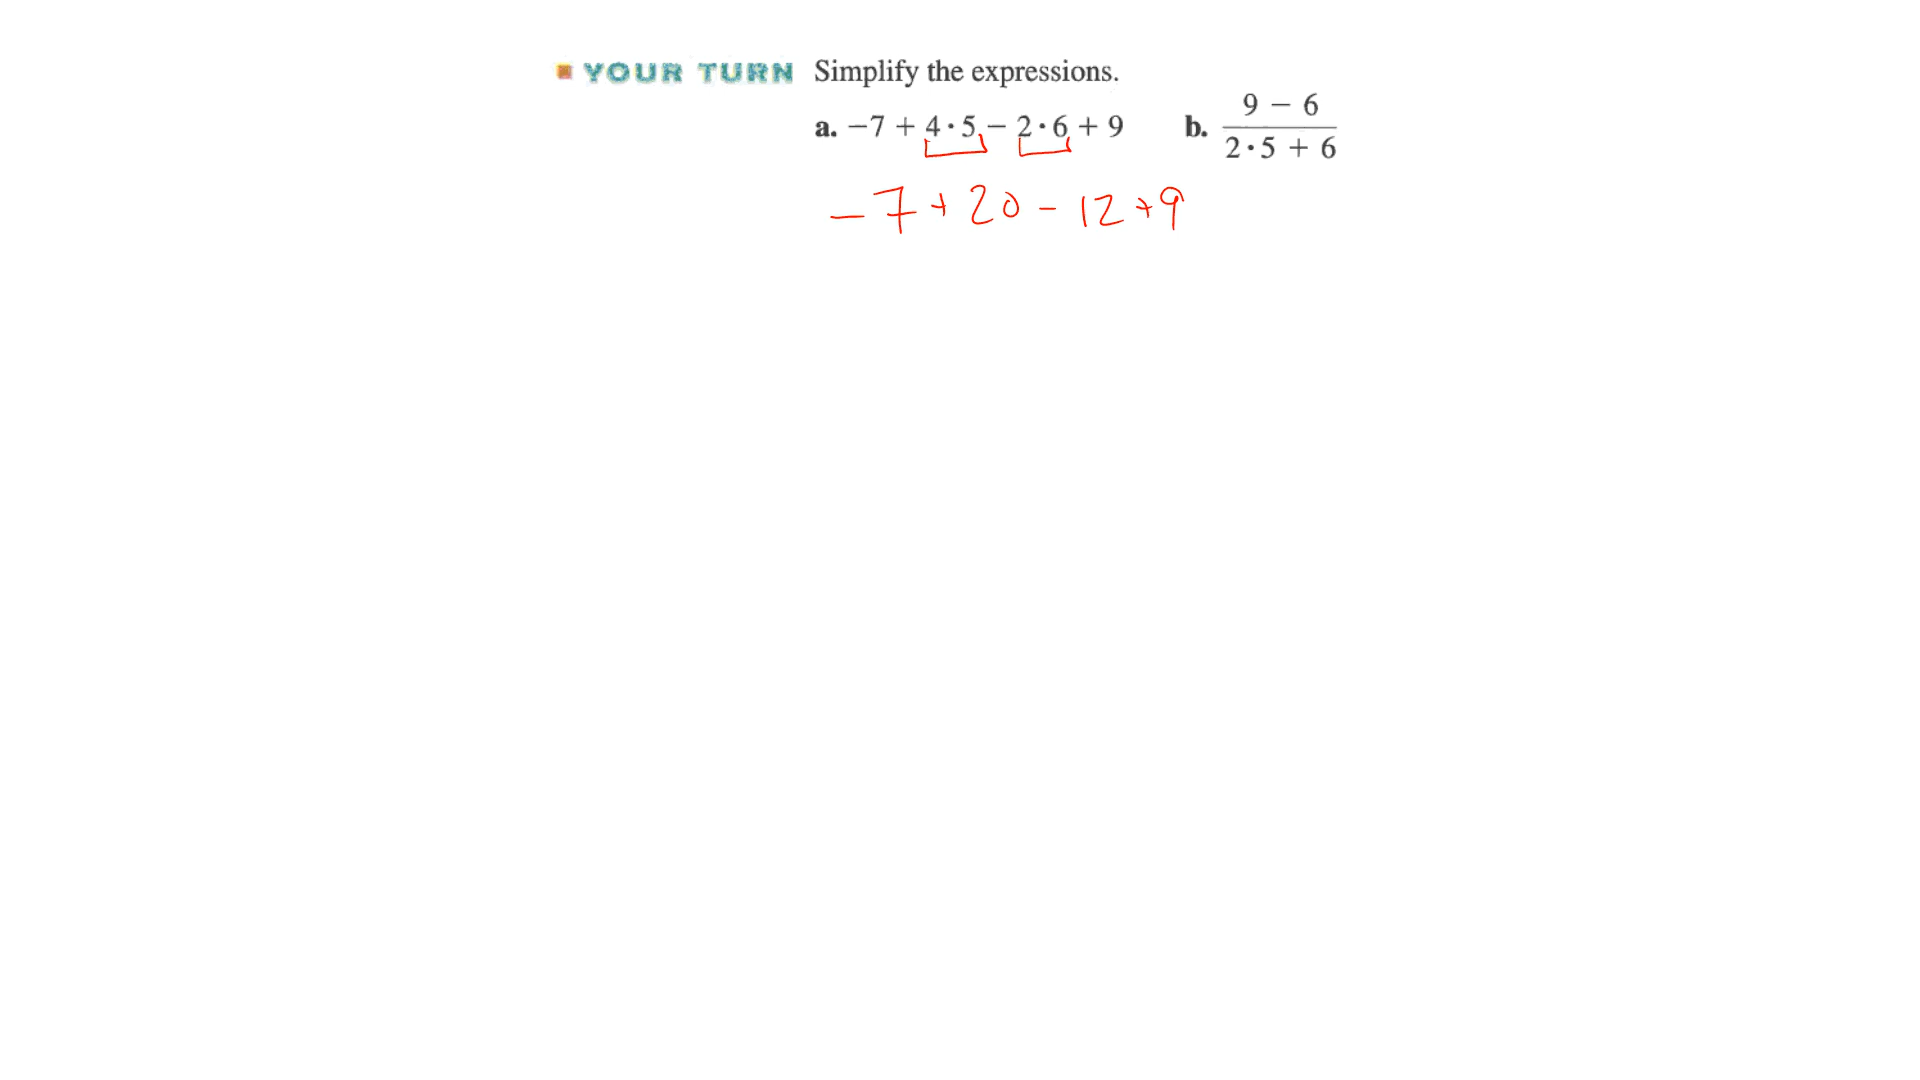 YOUR TURN Simplify the expressions.
a. −7 + 4 · 5 − 2 · 6 + 9 b. 9 − 6
2 · 5 + 6
−7 + 20 − 12 + 9